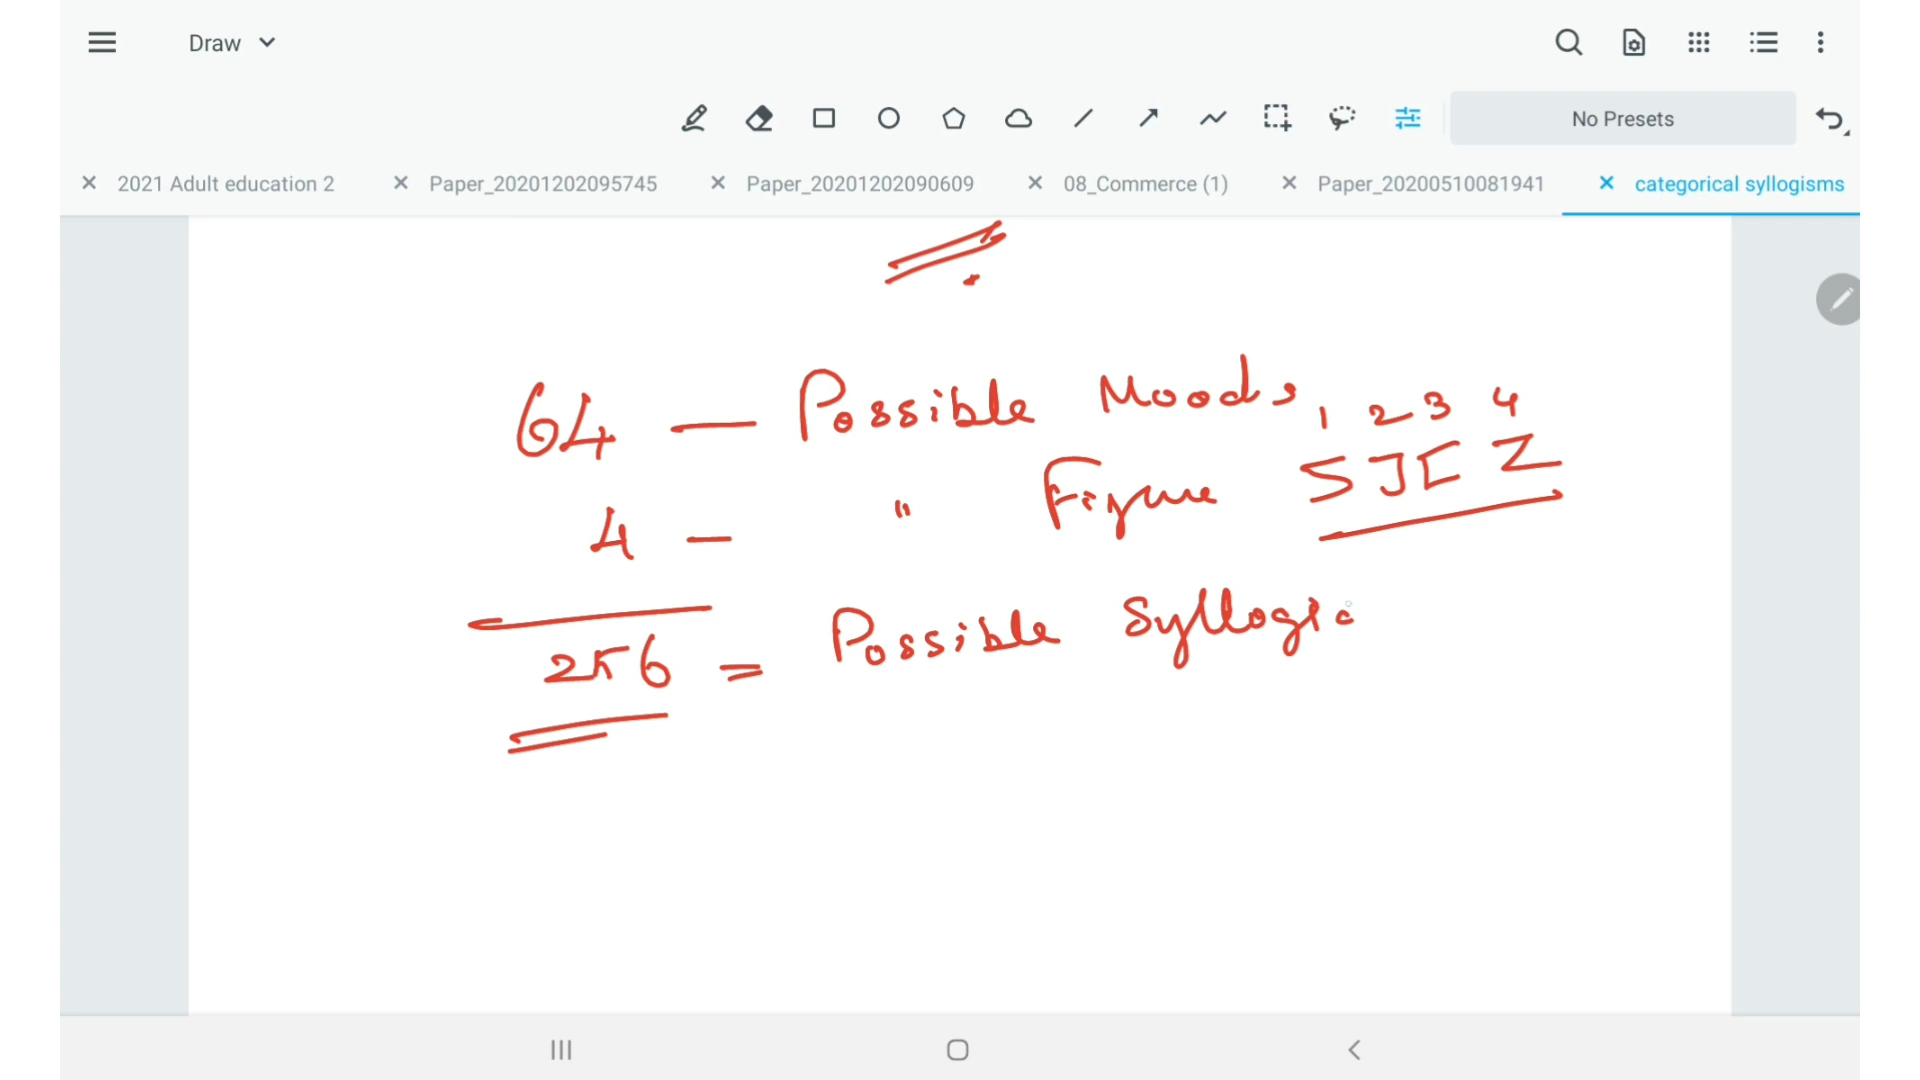 Draw
No Presets
2021 Adult education 2 Paper_20201202095745 Paper_20201202090609 08_Commerce (1) Paper_20200510081941 categorical syllogisms
64 — Possible Moods
1 2 3 4
4 — " Figure S J C Z
256 = Possible Syllogis